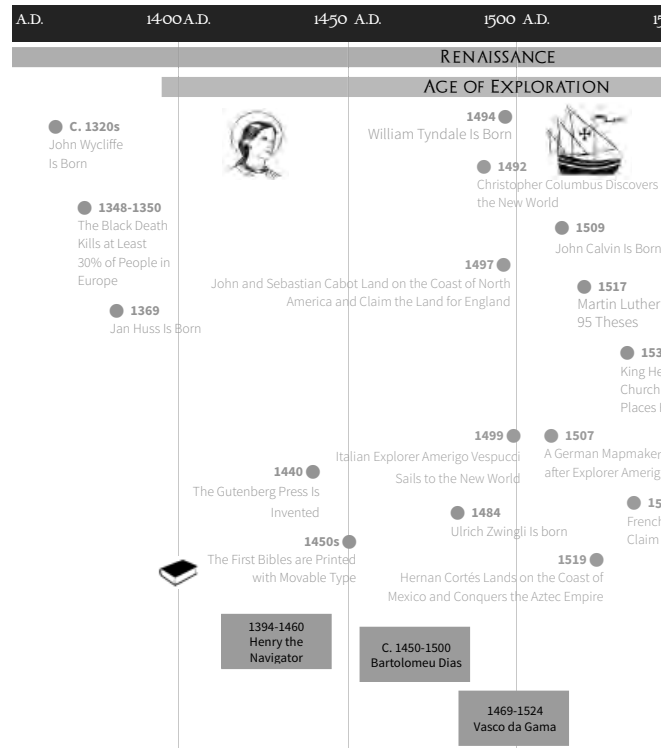 A.D.
1400 A.D.
1450 A.D.
1500 A.D.
RENAISSANCE
AGE OF EXPLORATION
C. 1320s
John Wycliffe
Is Born
1494
William Tyndale Is Born
1492
Christopher Columbus Discovers
the New World
1348-1350
The Black Death
Kills at Least
30% of People in
Europe
1509
John Calvin Is Born
1497
John and Sebastian Cabot Land on the Coast of North
America and Claim the Land for England
1517
Martin Luther
95 Theses
1369
Jan Huss Is Born
King He
Church
Places
1499
Italian Explorer Amerigo Vespucci
Sails to the New World
1507
A German Mapmaker
after Explorer Amerig
1440
The Gutenberg Press Is
Invented
1484
Ulrich Zwingli Is born
French
Claim
1450s
The First Bibles are Printed
with Movable Type
1519
Hernan Cortés Lands on the Coast of
Mexico and Conquers the Aztec Empire
1394-1460
Henry the
Navigator
C. 1450-1500
Bartolomeu Dias
1469-1524
Vasco da Gama